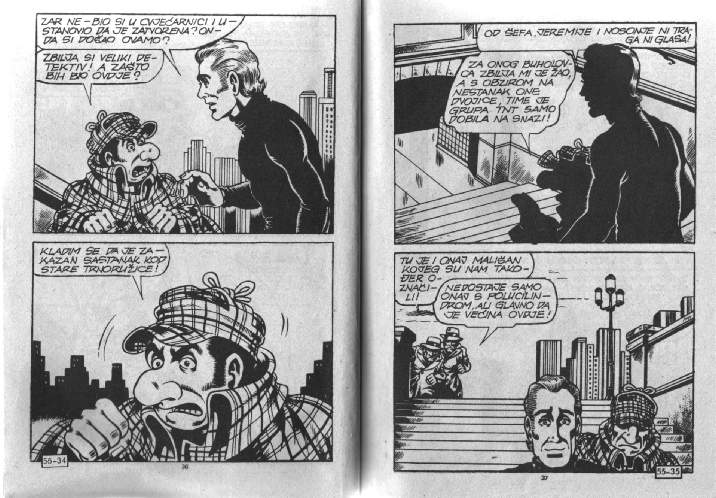 ZAR NE-BIO SI U CVJEĆARNICI I U-
STANOVIO DA JE ZATVORENA? ON-
DA SI DOŠAO OVAMO?
ZBILJA SI VELIKI DE-
TEKTIV! A ZAŠTO
BIH BIO OVDJE?
KLADIM SE DA JE ZA-
KAZAN SASTANAK KOD
STARE TRNORUŽICE!
56-34
36
OD ŠEFA, JEREMIJE I NOSONJE NI TRA-
GA NI GLASA!
ZA ONOG BUHOLOV-
CA ZBILJA MI JE ŽAO,
A S OBZIROM NA
NESTANAK ONE
DVOJICE, TIME JE
GRUPA TNT SAMO
DOBILA NA SNAZI!
TU JE I ONAJ MALIŠAN
KOJEG SU NAM TAKO-
ĐER O-
ZNAČI-
LI!
NEDOSTAJE SAMO
ONAJ S POLUCILIN-
DROM, ALI GLAVNO DA
JE VEĆINA OVDJE!
37
56-35